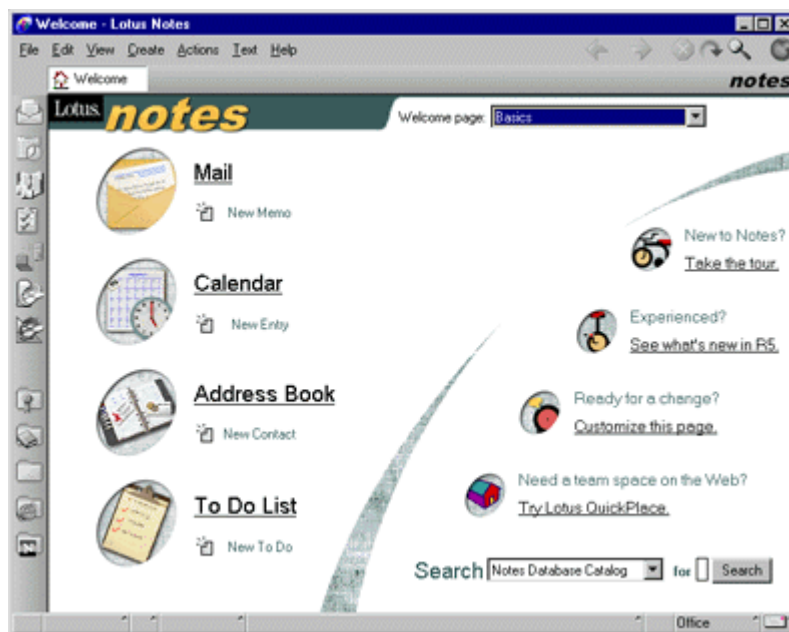 Welcome - Lotus Notes
File Edit View Create Actions Text Help
Welcome
notes
Lotus. notes
Welcome page: Basics
Mail
New Memo
Calendar
New Entry
Address Book
New Contact
To Do List
New To Do
New to Notes?
Take the tour.
Experienced?
See what's new in R5.
Ready for a change?
Customize this page.
Need a team space on the Web?
Try Lotus QuickPlace.
Search Notes Database Catalog for Search
Office